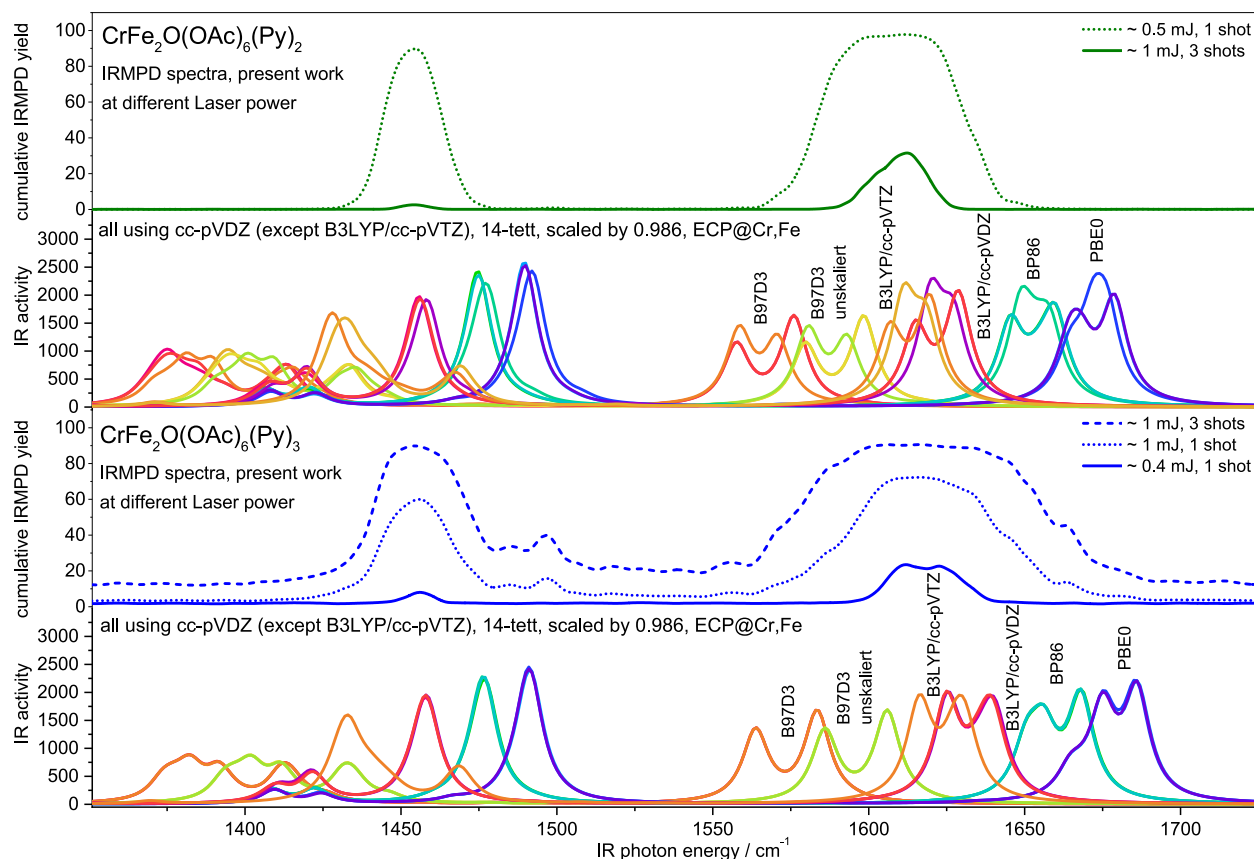 CrFe2O(OAc)6(Py)2
IRMPD spectra, present work
at different Laser power
~ 0.5 mJ, 1 shot
~ 1 mJ, 3 shots
cumulative IRMPD yield
100
80
60
40
20
0
all using cc-pVDZ (except B3LYP/cc-pVTZ), 14-tett, scaled by 0.986, ECP@Cr,Fe
IR activity
3000
2500
2000
1500
1000
500
0
B97D3
B97D3
unskaliert
B3LYP/cc-pVTZ
B3LYP/cc-pVDZ
BP86
PBE0
CrFe2O(OAc)6(Py)3
IRMPD spectra, present work
at different Laser power
~ 1 mJ, 3 shots
~ 1 mJ, 1 shot
~ 0.4 mJ, 1 shot
cumulative IRMPD yield
100
80
60
40
20
0
all using cc-pVDZ (except B3LYP/cc-pVTZ), 14-tett, scaled by 0.986, ECP@Cr,Fe
IR activity
3000
2500
2000
1500
1000
500
0
B97D3
B97D3
unskaliert
B3LYP/cc-pVTZ
B3LYP/cc-pVDZ
BP86
PBE0
1400
1450
1500
1550
1600
1650
1700
IR photon energy / cm-1